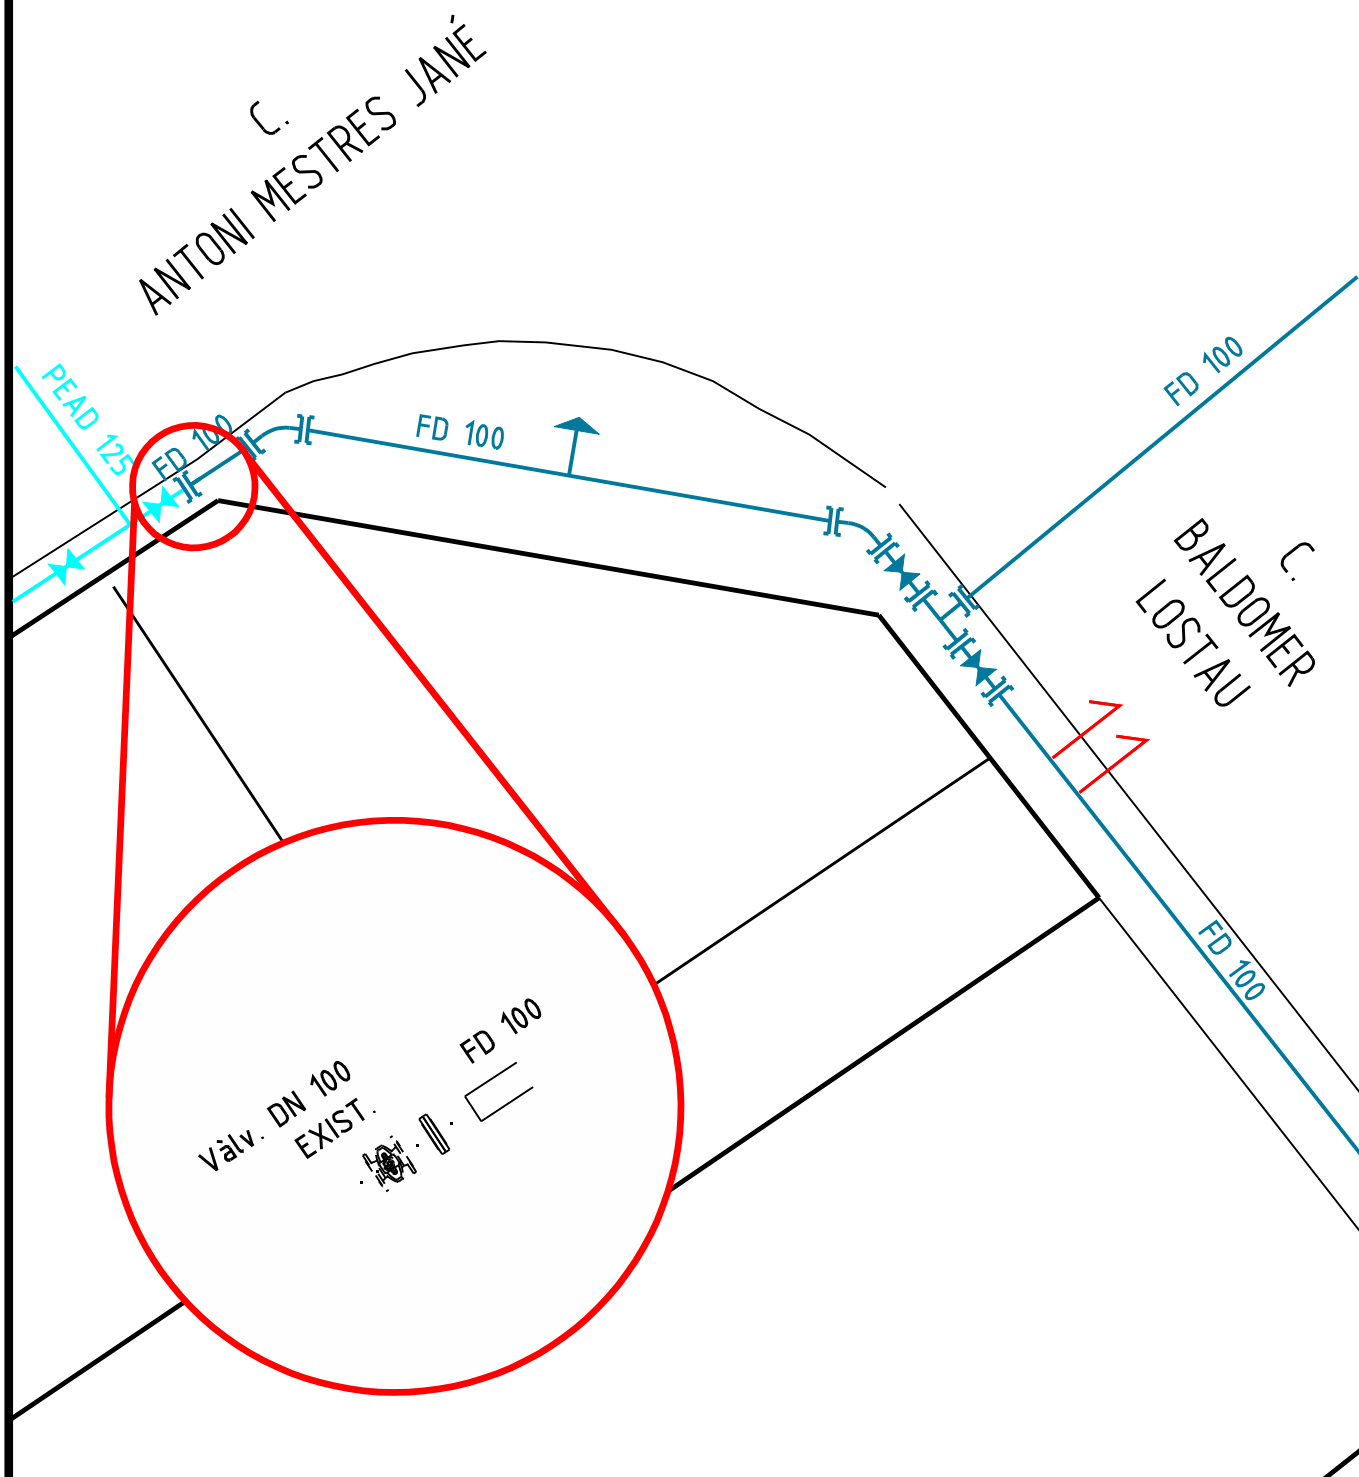 C.
ANTONI MESTRES JANÉ
PEAD 125
FD 100
FD 100
FD 100
C.
BALDOMER
LOSTAU
FD 100
FD 100
Vàlv. DN 100
EXIST.